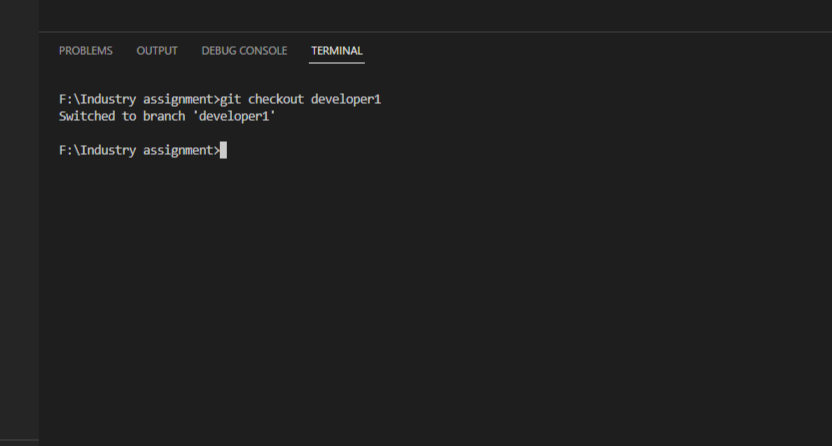 PROBLEMS OUTPUT DEBUG CONSOLE TERMINAL
F:\Industry assignment>git checkout developer1
Switched to branch 'developer1'
F:\Industry assignment>